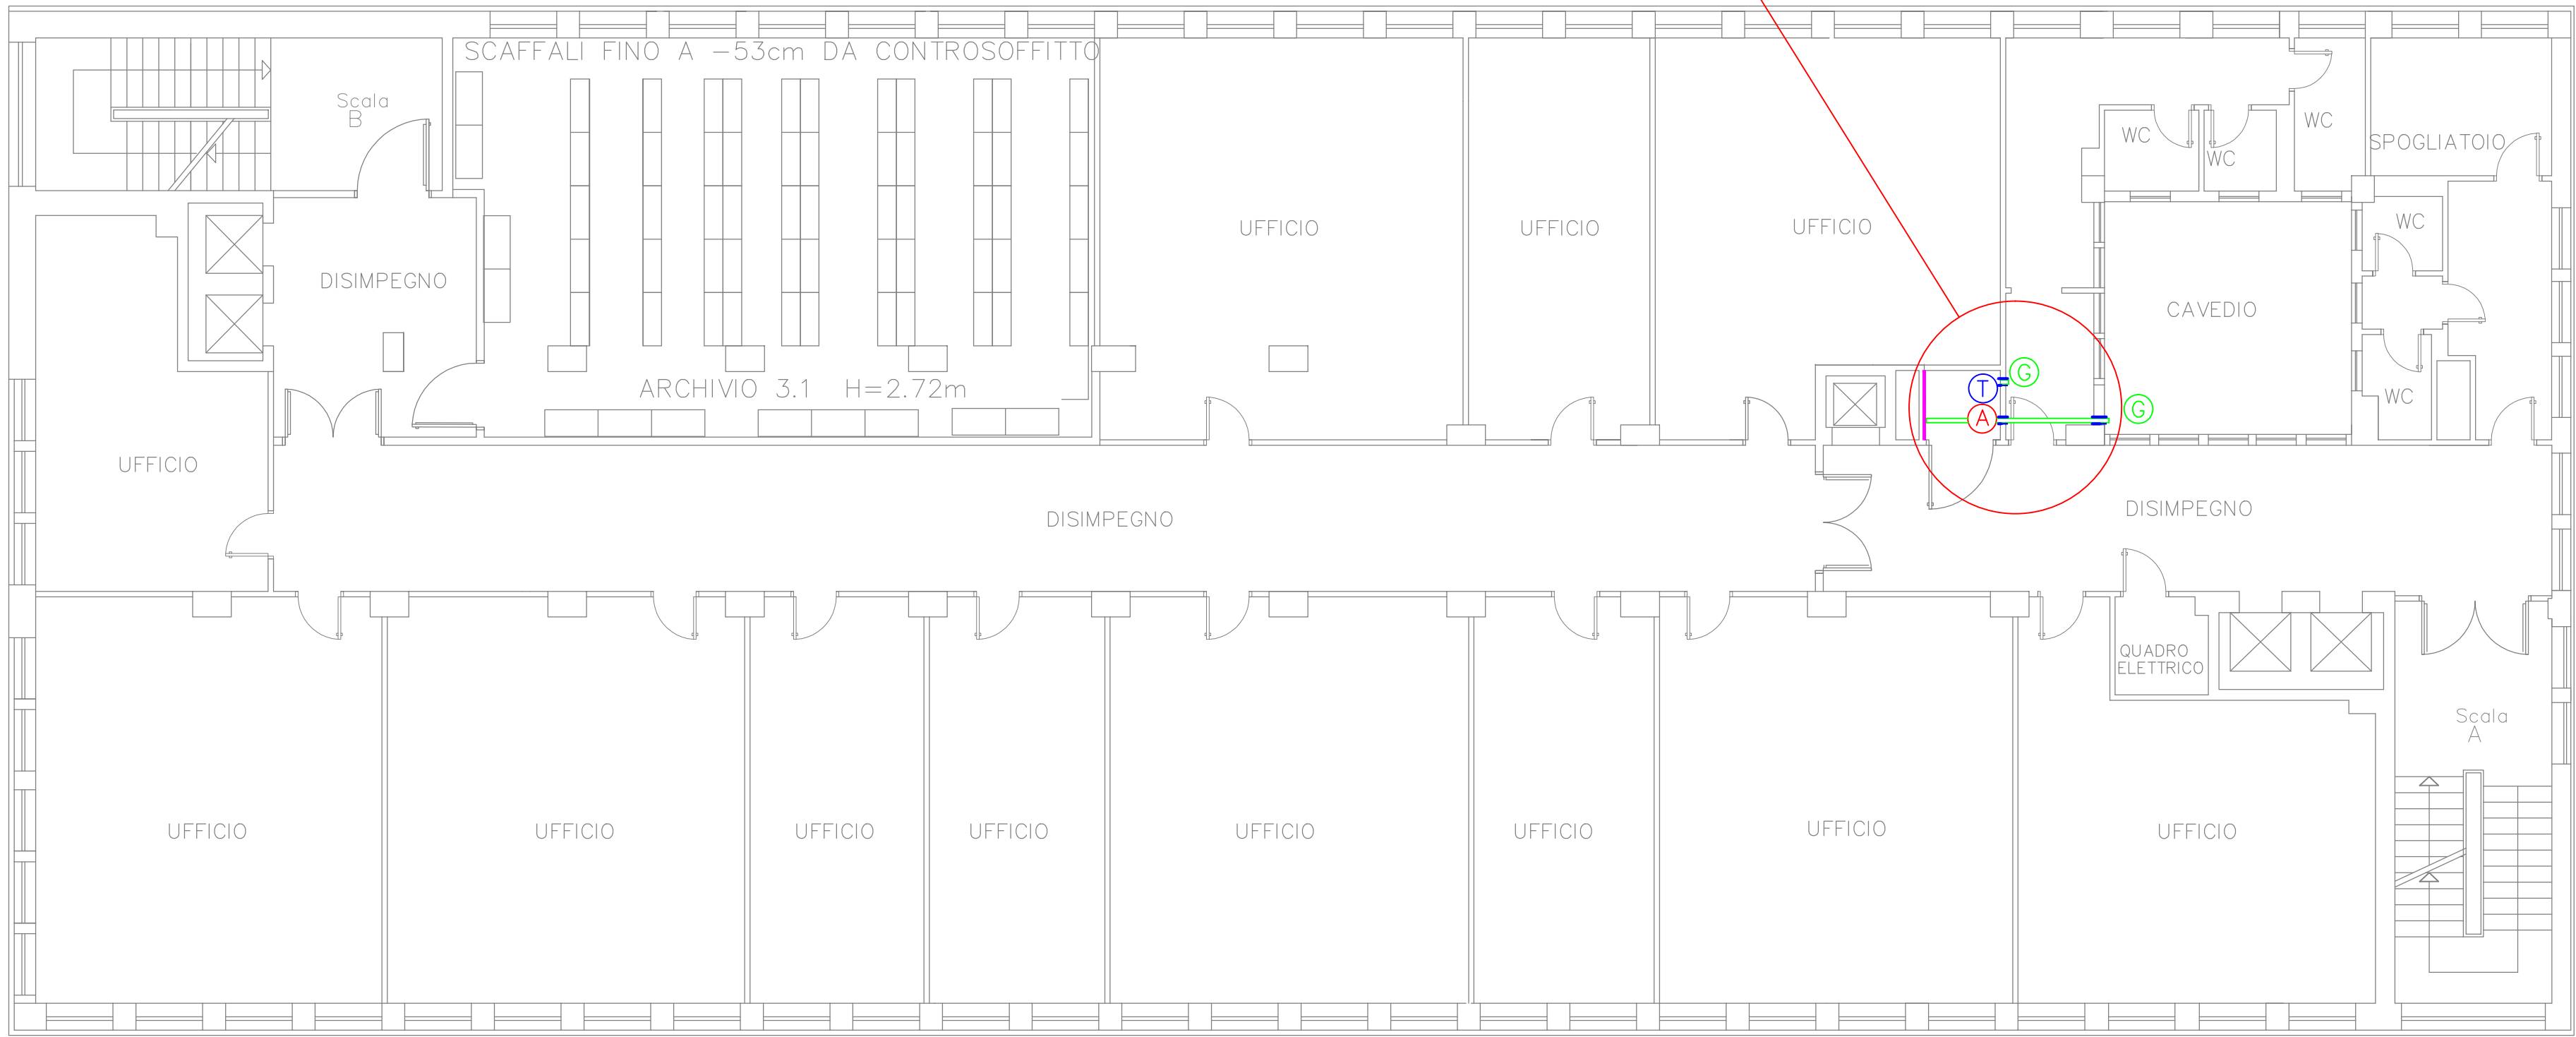 SCAFFALI FINO A -53cm DA CONTROSOFFITTO
Scala
B
WC
WC
WC
SPOGLIATOIO
UFFICIO
UFFICIO
UFFICIO
WC
DISIMPEGNO
CAVEDIO
ARCHIVIO 3.1 H=2.72m
T
G
A
G
WC
UFFICIO
DISIMPEGNO
DISIMPEGNO
QUADRO
ELETTRICO
Scala
A
UFFICIO
UFFICIO
UFFICIO
UFFICIO
UFFICIO
UFFICIO
UFFICIO
UFFICIO